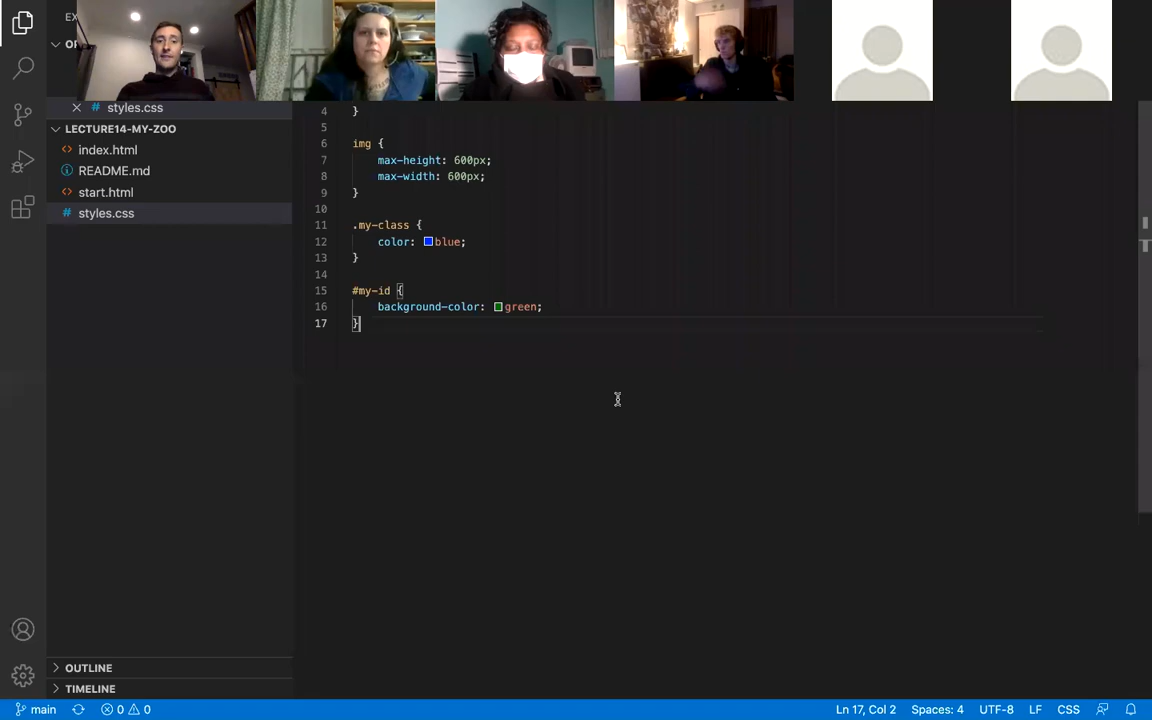 EX
OP
styles.css
LECTURE14-MY-ZOO
index.html
README.md
start.html
styles.css
OUTLINE
TIMELINE
4 }
5
6 img {
7 max-height: 600px;
8 max-width: 600px;
9 }
10
11 .my-class {
12 color: blue;
13 }
14
15 #my-id {
16 background-color: green;
17 }
main
0 0
Ln 17, Col 2 Spaces: 4 UTF-8 LF CSS